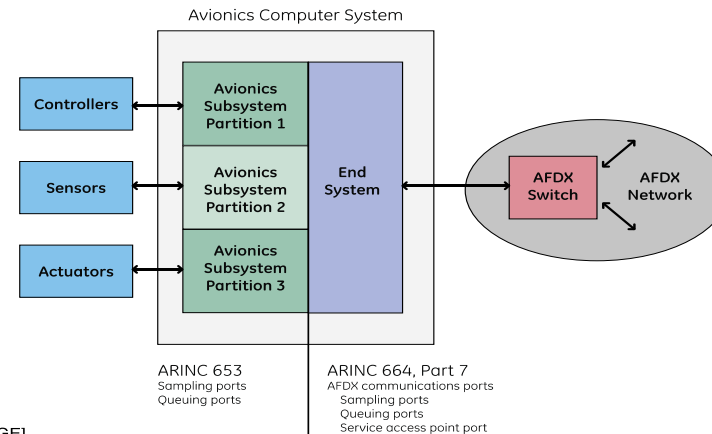 Avionics Computer System
Controllers
Avionics
Subsystem
Partition 1
Sensors
Avionics
Subsystem
Partition 2
Actuators
Avionics
Subsystem
Partition 3
End
System
AFDX
Switch
AFDX
Network
ARINC 653
Sampling ports
Queuing ports
ARINC 664, Part 7
AFDX communications ports
Sampling ports
Queuing ports
Service access point port
GE]